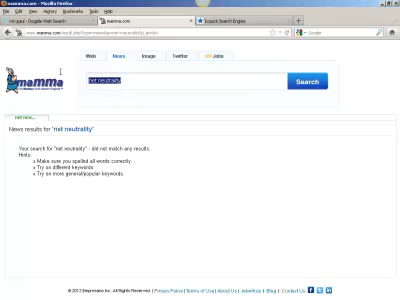 mamma.com - Mozilla Firefox
File Edit View History Bookmarks Tools Help
ron paul - Google Web Search
mamma.com
Ixquick Search Engine
Google
Web News Image Twitter Jobs
mamma
net neutrality
Search
net neu...
News results for "net neutrality"
Your search for "net neutrality" - did not match any results.
Hints:
» Make sure you spelled all words correctly.
» Try on different keywords
» Try on more general/popular keywords.
© 2012 Empresario Inc. All Rights Reserved. | Privacy Policy | Terms of Use | About Us | Advertise | Blog | Contact Us